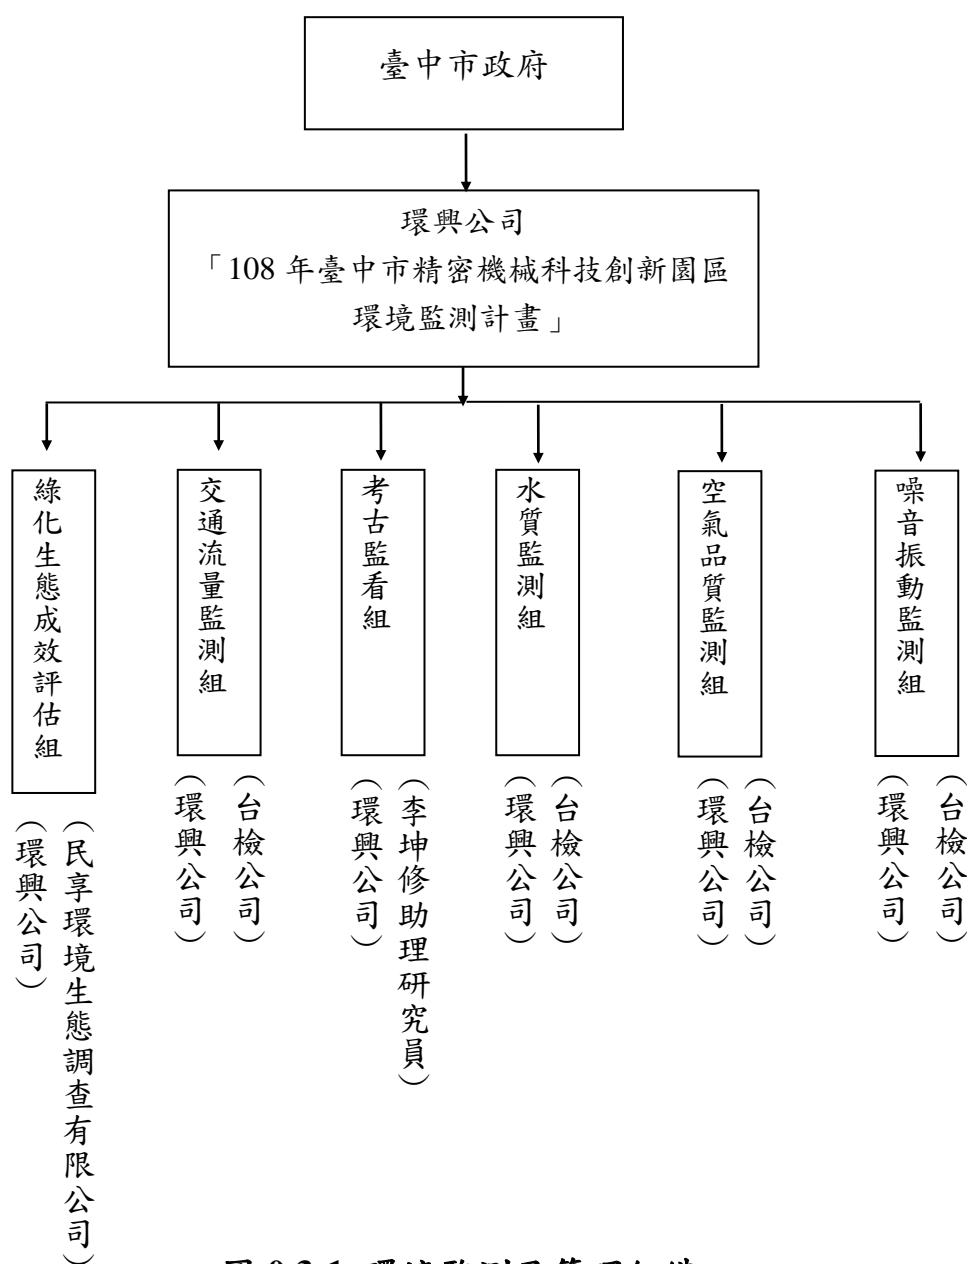 臺中市政府
環興公司
「108 年臺中市精密機械科技創新園區
環境監測計畫」
噪音振動監測組
(台檢公司)
(環興公司)
空氣品質監測組
(台檢公司)
(環興公司)
水質監測組
(台檢公司)
(環興公司)
考古監看組
(李坤修助理研究員)
(環興公司)
交通流量監測組
(台檢公司)
(環興公司)
綠化生態成效評估組
(民享環境生態調查有限公司)
(環興公司)